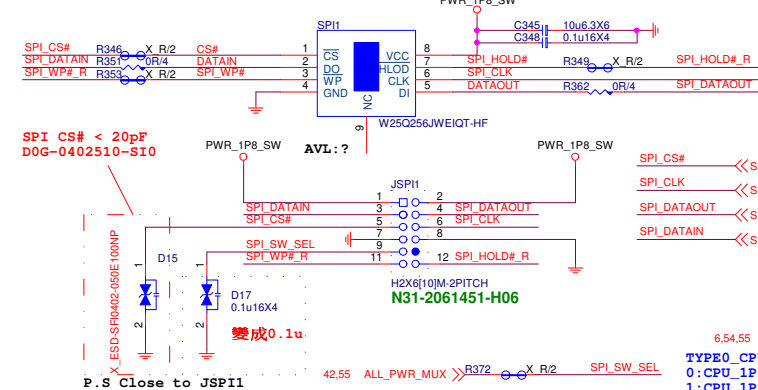 PWR_1P8_SW
C345 10u6.3X6
C348 0.1u16X4
SPI1
SPI_CS# R346 X_R/2 CS# 1 CS VCC 8
SPI_DATAIN R351 0R/4 DATAIN 2 DO HLOD 7 SPI_HOLD# R349 X_R/2 SPI_HOLD#_R
SPI_WP#_R R353 X_R/2 SPI_WP# 3 WP CLK 6 SPI_CLK
4 GND DI 5 DATAOUT R362 0R/4 SPI_DATAOUT
NC
9
W25Q256JWEIQT-HF
SPI CS# < 20pF
D0G-0402510-SI0
AVL:?
PWR_1P8_SW
PWR_1P8_SW
SPI_CS# S
SPI_CLK S
SPI_DATAOUT S
SPI_DATAIN S
JSPI1
1 2
SPI_DATAIN 3 4 SPI_DATAOUT
SPI_CS# 5 6 SPI_CLK
7 8
SPI_SW_SEL 9
SPI_WP#_R 11 12 SPI_HOLD#_R
H2X6[10]M-2PITCH
N31-2061451-H06
X_ESD-SFI0402-050E100NP
1 D15 2
1 D17 2
0.1u16X4
變成0.1u
P.S Close to JSPI1
42,55 ALL_PWR_MUX R372 X_R/2 SPI_SW_SEL
6,54,55
TYPE0_CP
0:CPU_1P
1:CPU_1P